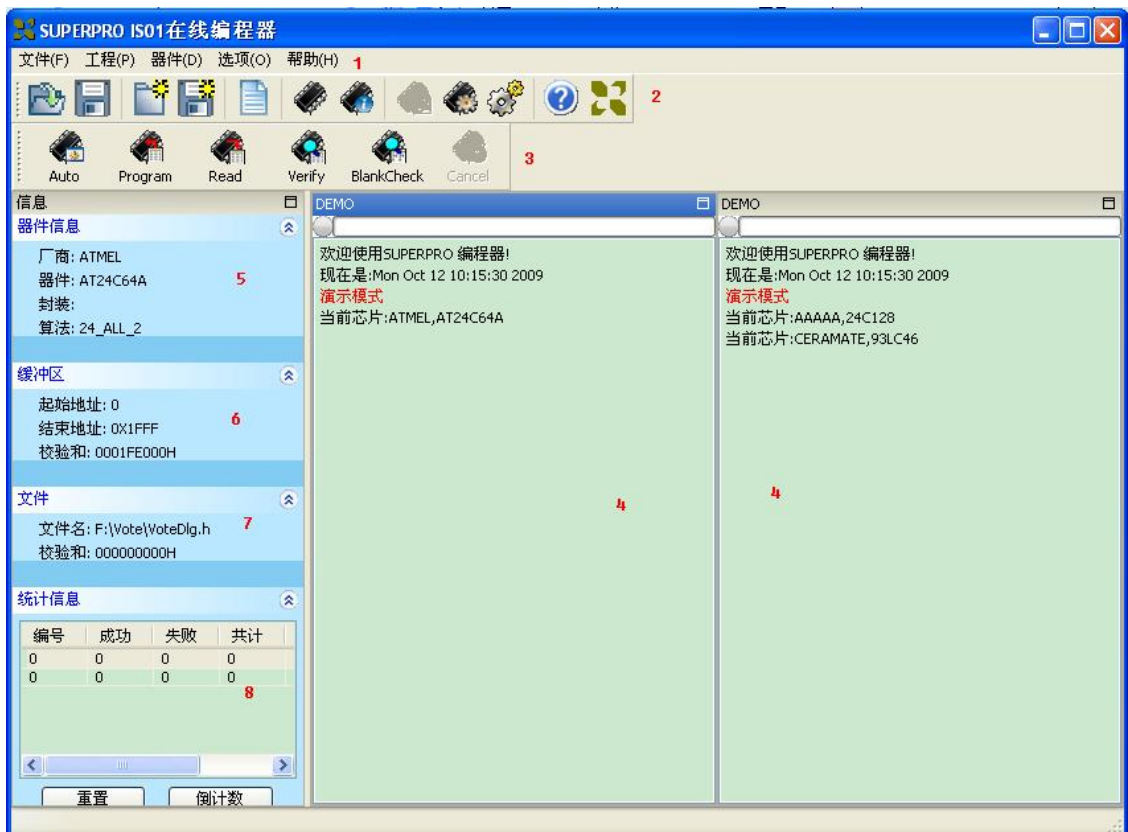 SUPERPRO IS01在线编程器
文件(F) 工程(P) 器件(D) 选项(O) 帮助(H) 1
2
Auto Program Read Verify BlankCheck Cancel 3
信息
器件信息
厂商: ATMEL
器件: AT24C64A 5
封装:
算法: 24_ALL_2
缓冲区
起始地址: 0
结束地址: 0X1FFF 6
校验和: 0001FE000H
文件
文件名: F:\Vote\VoteDlg.h 7
校验和: 000000000H
统计信息
编号 成功 失败 共计
0 0 0 0
0 0 0 0
8
重置 倒计数
DEMO
欢迎使用SUPERPRO 编程器!
现在是:Mon Oct 12 10:15:30 2009
演示模式
当前芯片:ATMEL,AT24C64A
4
DEMO
欢迎使用SUPERPRO 编程器!
现在是:Mon Oct 12 10:15:30 2009
演示模式
当前芯片:AAAAA,24C128
当前芯片:CERAMATE,93LC46
4